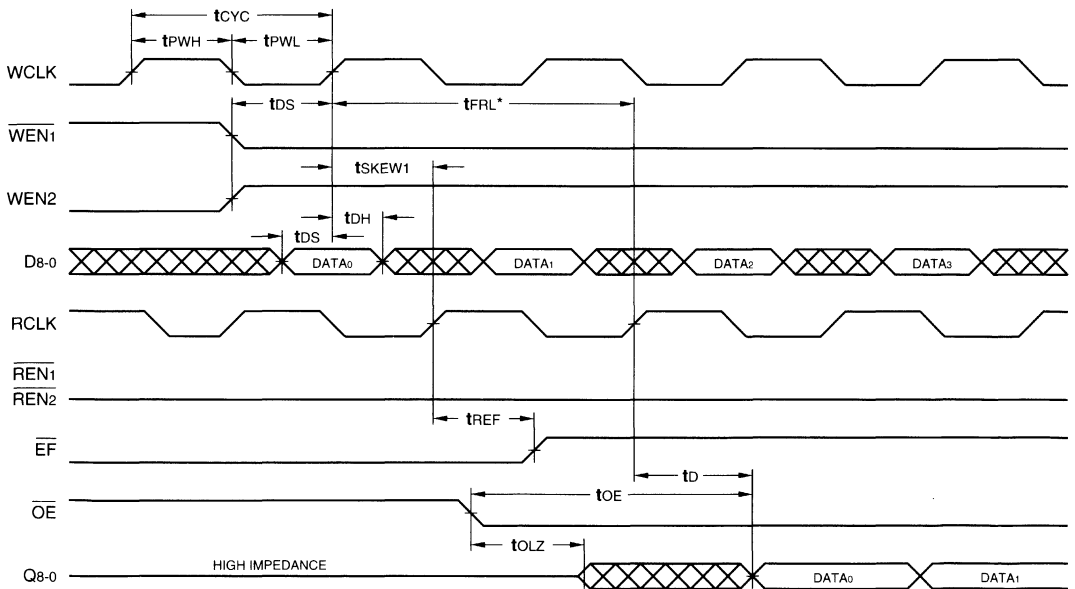 tCYC
tPWH tPWL
WCLK
tDS tFRL*
WEN1
tSKEW1
WEN2
tDH
tDS
D8-0 DATA0 DATA1 DATA2 DATA3
RCLK
REN1
REN2
tREF
EF
tD
tOE
OE
tOLZ
HIGH IMPEDANCE
Q8-0 DATA0 DATA1